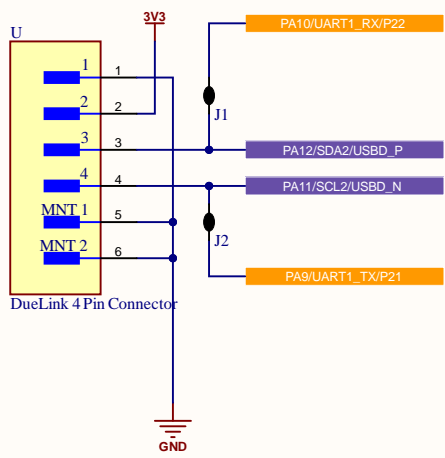 3V3
PA10/UART1_RX/P22
U
1 1
2 2
J1
3 3 PA12/SDA2/USBD_P
4 4 PA11/SCL2/USBD_N
MNT 1 5
J2
MNT 2 6
PA9/UART1_TX/P21
DueLink 4 Pin Connector
GND